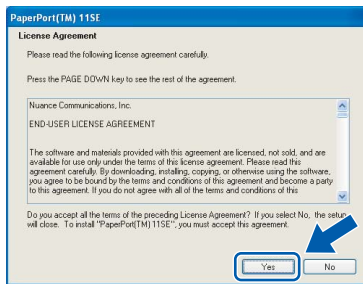 PaperPort(TM) 11SE
License Agreement
Please read the following license agreement carefully.
Press the PAGE DOWN key to see the rest of the agreement.
Nuance Communications, Inc.
END-USER LICENSE AGREEMENT
The software and materials provided with this agreement are licensed, not sold, and are
available for use only under the terms of this license agreement. Please read this
agreement carefully. By downloading, installing, copying, or otherwise using the software,
you agree to be bound by the terms and conditions of this agreement and become a party
to this agreement. If you do not agree with all of the terms and conditions of this
Do you accept all the terms of the preceding License Agreement? If you select No, the setup
will close. To install "PaperPort(TM) 11SE", you must accept this agreement.
Yes
No